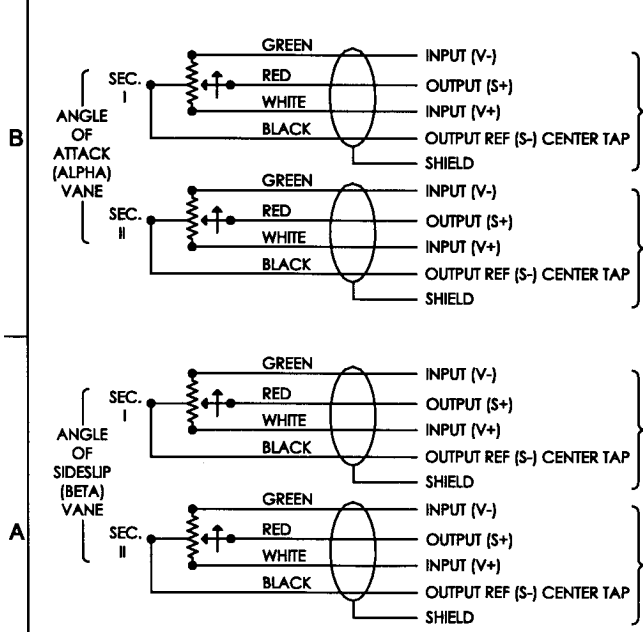 B
ANGLE
OF
ATTACK
(ALPHA)
VANE
SEC.
I
GREEN
RED
WHITE
BLACK
INPUT (V-)
OUTPUT (S+)
INPUT (V+)
OUTPUT REF (S-) CENTER TAP
SHIELD
SEC.
II
GREEN
RED
WHITE
BLACK
INPUT (V-)
OUTPUT (S+)
INPUT (V+)
OUTPUT REF (S-) CENTER TAP
SHIELD
A
ANGLE
OF
SIDESLIP
(BETA)
VANE
SEC.
I
GREEN
RED
WHITE
BLACK
INPUT (V-)
OUTPUT (S+)
INPUT (V+)
OUTPUT REF (S-) CENTER TAP
SHIELD
SEC.
II
GREEN
RED
WHITE
BLACK
INPUT (V-)
OUTPUT (S+)
INPUT (V+)
OUTPUT REF (S-) CENTER TAP
SHIELD